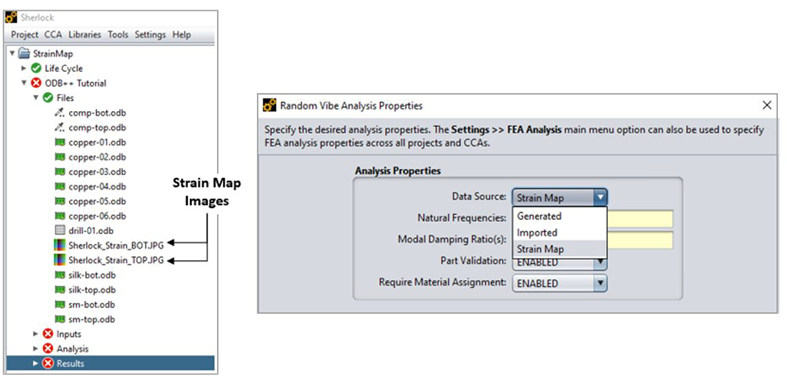 Sherlock
Project CCA Libraries Tools Settings Help
StrainMap
Life Cycle
ODB++ Tutorial
Files
comp-bot.odb
comp-top.odb
copper-01.odb
copper-02.odb
copper-03.odb
copper-04.odb
copper-05.odb
copper-06.odb
drill-01.odb
Sherlock_Strain_BOT.JPG
Sherlock_Strain_TOP.JPG
silk-bot.odb
silk-top.odb
sm-bot.odb
sm-top.odb
Inputs
Analysis
Results
Strain Map
Images
Random Vibe Analysis Properties
Specify the desired analysis properties. The Settings >> FEA Analysis main menu option can also be used to specify
FEA analysis properties across all projects and CCAs.
Analysis Properties
Data Source: Strain Map
Generated
Natural Frequencies:
Imported
Modal Damping Ratio(s):
Strain Map
Part Validation: ENABLED
Require Material Assignment: ENABLED